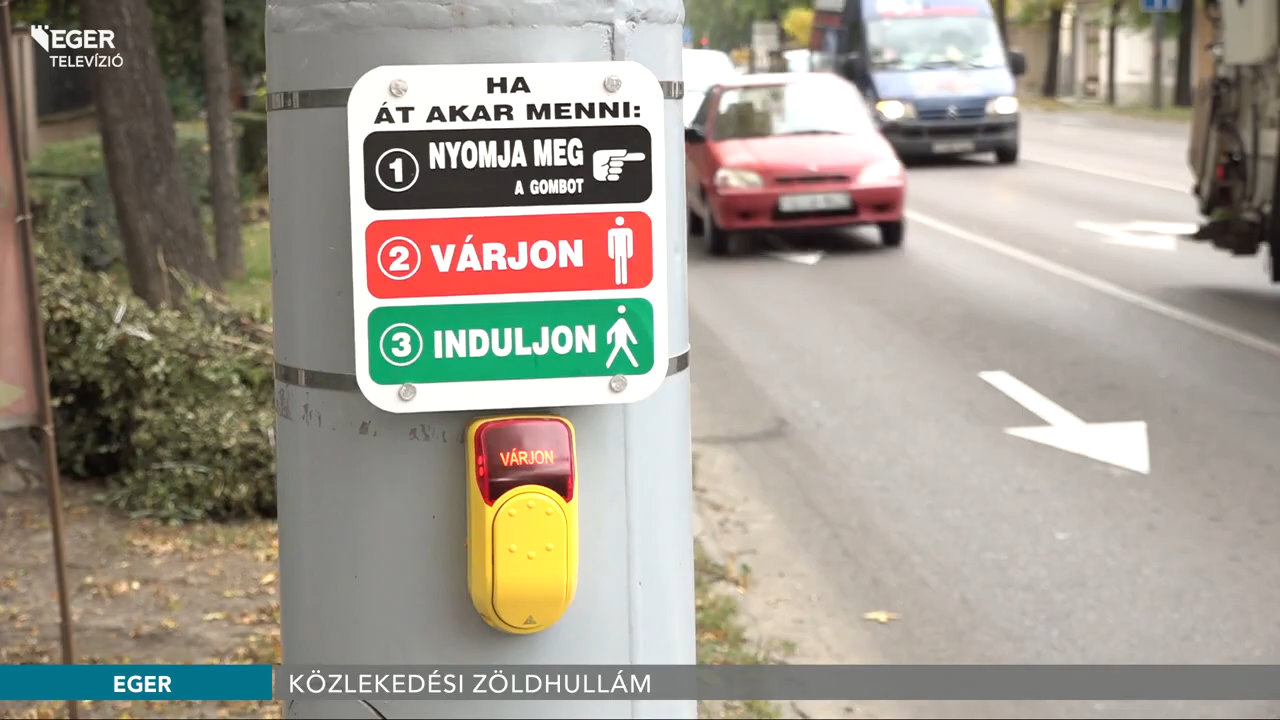 EGER
TELEVÍZIÓ
HA
ÁT AKAR MENNI:
1 NYOMJA MEG
A GOMBOT
2 VÁRJON
3 INDULJON
VÁRJON
EGER KÖZLEKEDÉSI ZÖLDHULLÁM